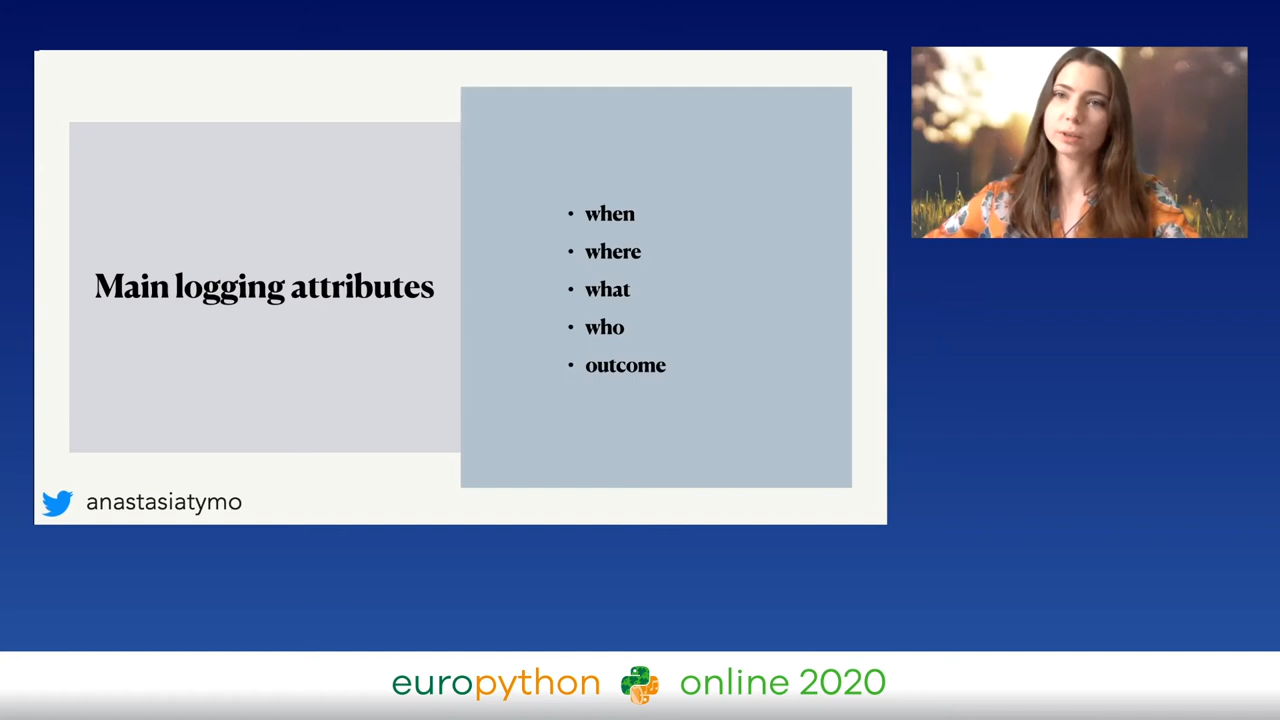 Main logging attributes
• when
• where
• what
• who
• outcome
anastasiatymo
europython online 2020